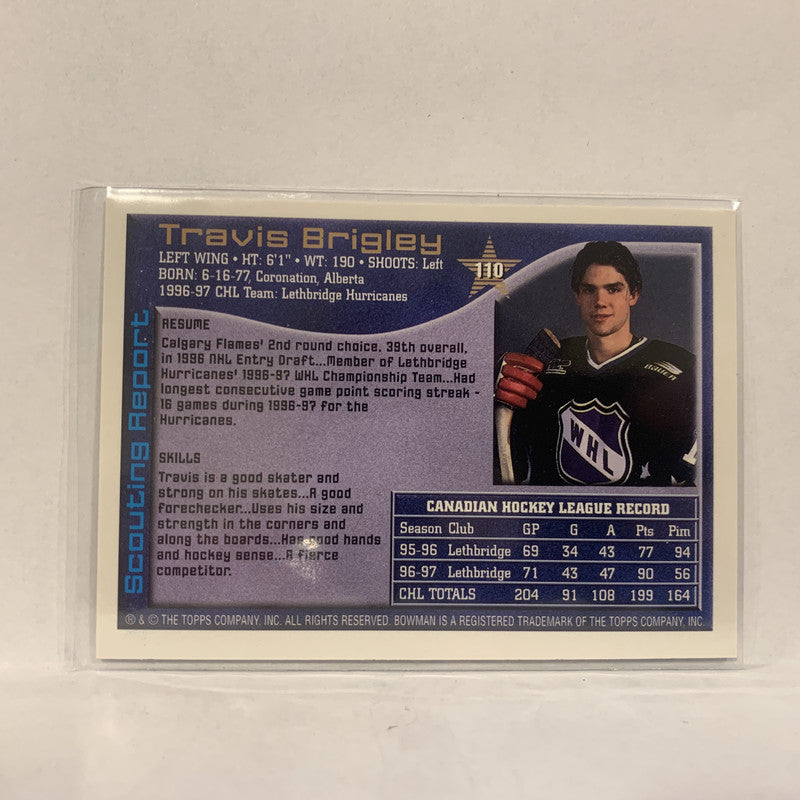 Travis Brigley
LEFT WING • HT: 6'1" • WT: 190 • SHOOTS: Left
BORN: 6-16-77, Coronation, Alberta
1996-97 CHL Team: Lethbridge Hurricanes
110
Scouting Report
RESUME
Calgary Flames' 2nd round choice, 39th overall,
in 1996 NHL Entry Draft...Member of Lethbridge
Hurricanes' 1996-97 WHL Championship Team...Had
longest consecutive game point scoring streak -
16 games during 1996-97 for the
Hurricanes.
SKILLS
Travis is a good skater and
strong on his skates...A good
forechecker...Uses his size and
strength in the corners and
along the boards...Has good hands
and hockey sense...A fierce
competitor.
BAUER
WHL
CANADIAN HOCKEY LEAGUE RECORD
Season Club GP G A Pts Pim
95-96 Lethbridge 69 34 43 77 94
96-97 Lethbridge 71 43 47 90 56
CHL TOTALS 204 91 108 199 164
® & © THE TOPPS COMPANY, INC. ALL RIGHTS RESERVED. BOWMAN IS A REGISTERED TRADEMARK OF THE TOPPS COMPANY, INC.